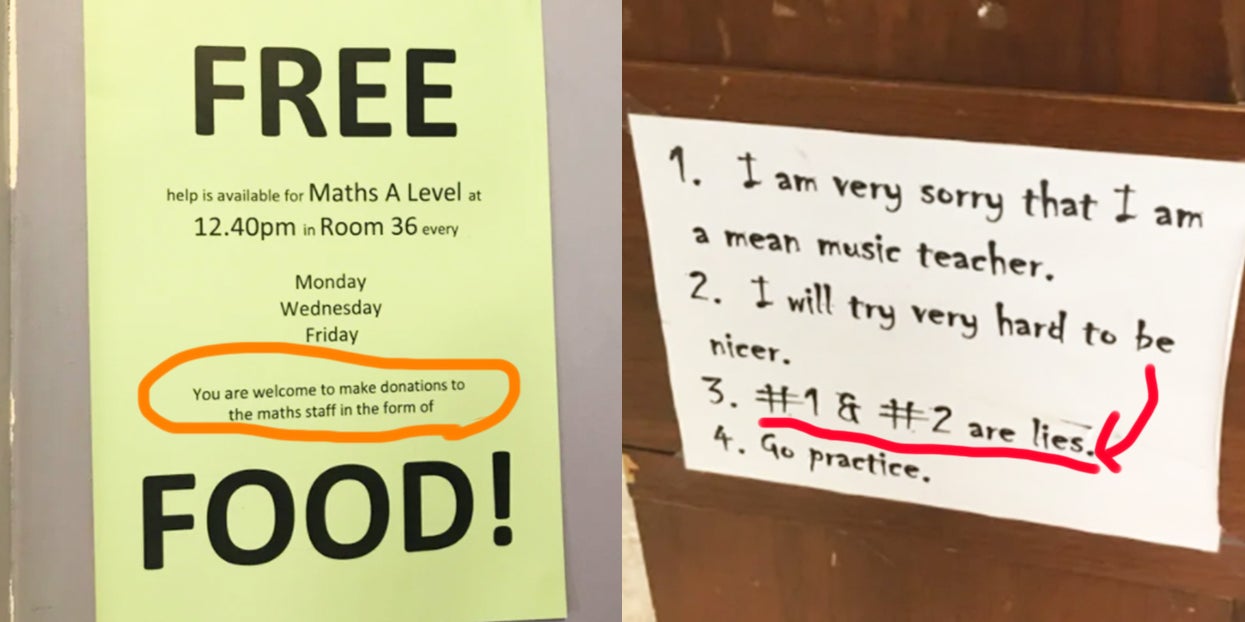 FREE
help is available for Maths A Level at
12.40pm in Room 36 every
Monday
Wednesday
Friday
You are welcome to make donations to
the maths staff in the form of
FOOD!
1. I am very sorry that I am
a mean music teacher.
2. I will try very hard to be
nicer.
3. #1 & #2 are lies.
4. Go practice.